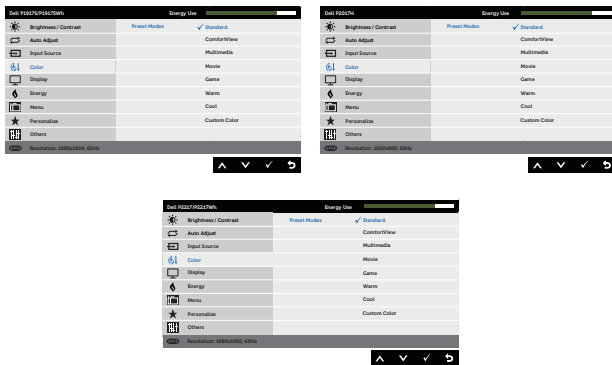 Dell P1917S/P1917SWh Energy Use
Brightness / Contrast Preset Modes ✓ Standard
Auto Adjust ComfortView
Input Source Multimedia
Color Movie
Display Game
Energy Warm
Menu Cool
Personalize Custom Color
Others
Resolution: 1280x1024, 60Hz
Dell P2017H Energy Use
Brightness / Contrast Preset Modes ✓ Standard
Auto Adjust ComfortView
Input Source Multimedia
Color Movie
Display Game
Energy Warm
Menu Cool
Personalize Custom Color
Others
Resolution: 1600x900, 60Hz
Dell P2217/P2217Wh Energy Use
Brightness / Contrast Preset Modes ✓ Standard
Auto Adjust ComfortView
Input Source Multimedia
Color Movie
Display Game
Energy Warm
Menu Cool
Personalize Custom Color
Others
Resolution: 1680x1050, 60Hz